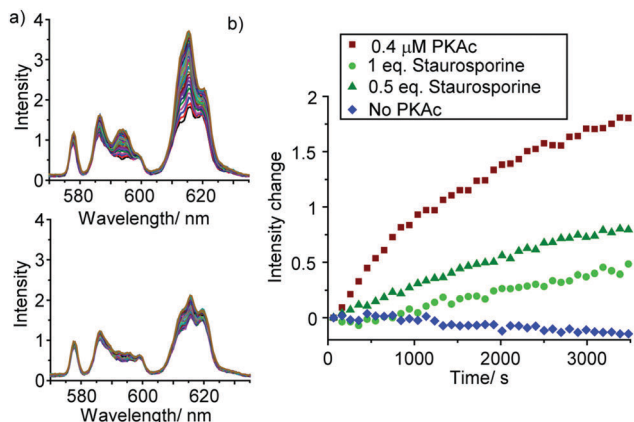 a)
4
3
2
1
0
Intensity
580 600 620
Wavelength/ nm
4
3
2
1
0
Intensity
580 600 620
Wavelength/ nm
b)
0.4 μM PKAc
1 eq. Staurosporine
0.5 eq. Staurosporine
No PKAc
2
1.5
1
0.5
0
Intensity change
0 1000 2000 3000
Time/ s